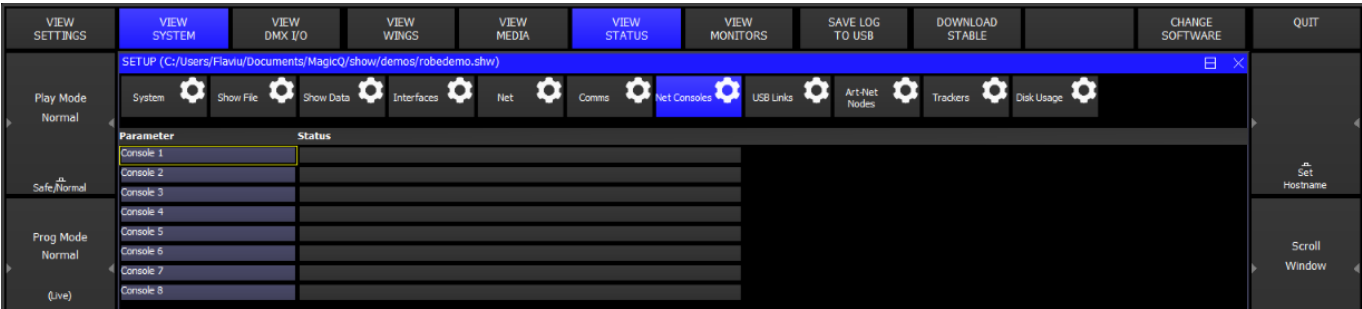 VIEW
SETTINGS
VIEW
SYSTEM
VIEW
DMX I/O
VIEW
WINGS
VIEW
MEDIA
VIEW
STATUS
VIEW
MONITORS
SAVE LOG
TO USB
DOWNLOAD
STABLE
CHANGE
SOFTWARE
QUIT
SETUP (C:/Users/Flaviu/Documents/MagicQ/show/demos/robedemo.shw)
Play Mode
Normal
Safe/Normal
System
Show File
Show Data
Interfaces
Net
Comms
Net Consoles
USB Links
Art-Net
Nodes
Trackers
Disk Usage
Parameter Status
Console 1
Console 2
Console 3
Console 4
Console 5
Console 6
Console 7
Console 8
Set
Hostname
Prog Mode
Normal
(Live)
Scroll
Window